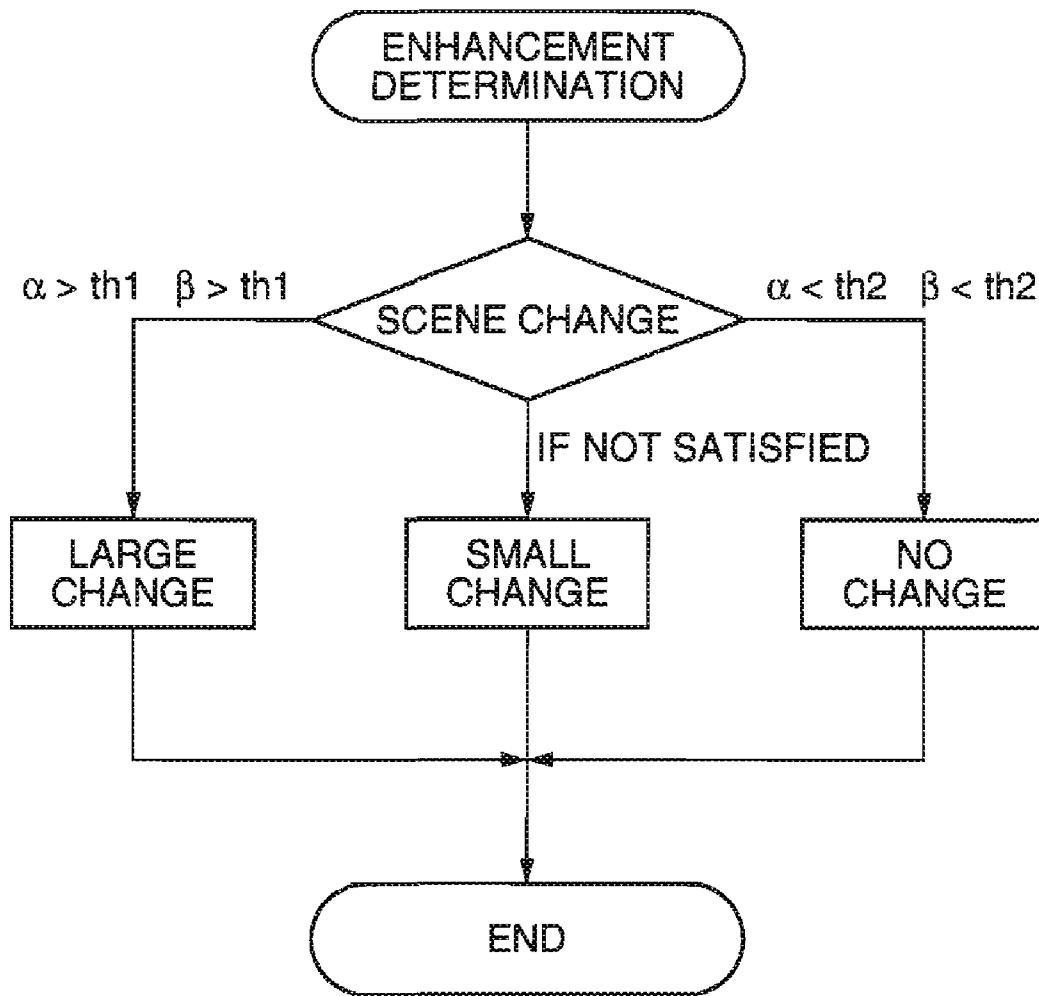 ENHANCEMENT
DETERMINATION
α > th1 β > th1
α < th2 β < th2
SCENE CHANGE
IF NOT SATISFIED
LARGE
CHANGE
SMALL
CHANGE
NO
CHANGE
END